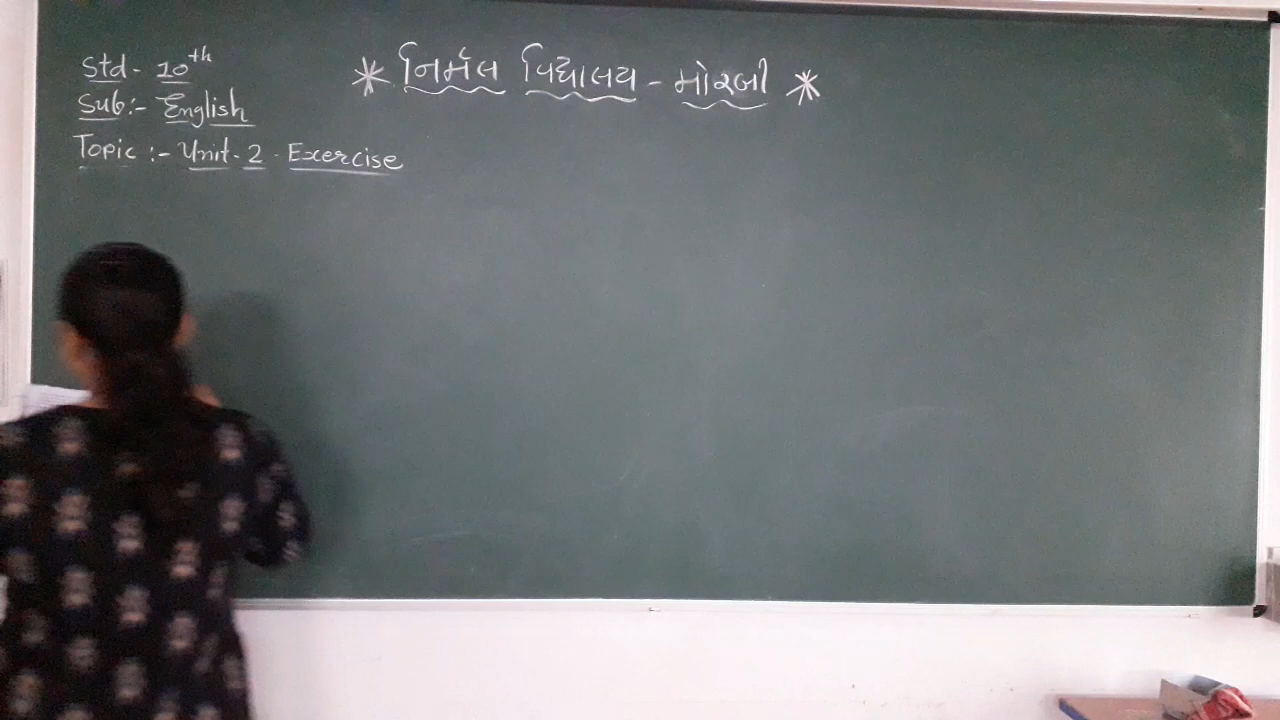 Std - 10th
* નિર્મલ વિદ્યાલય - મોરબી *
Sub :- English
Topic :- Unit - 2 . Exercise